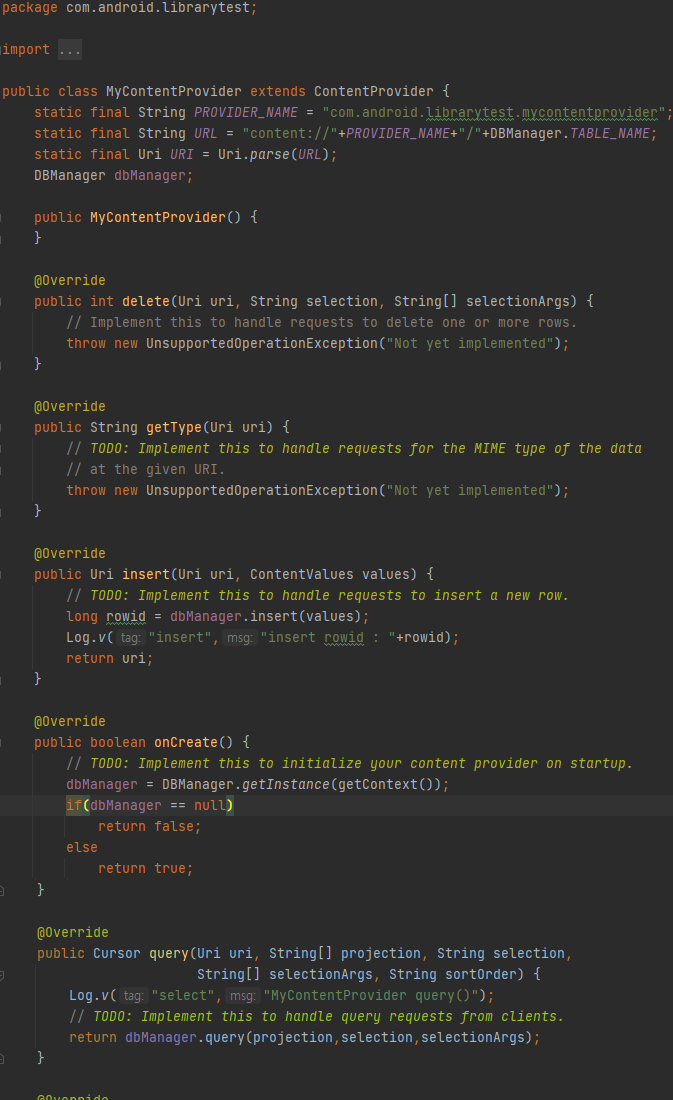 package com.android.librarytest;
import ...
public class MyContentProvider extends ContentProvider {
static final String PROVIDER_NAME = "com.android.librarytest.mycontentprovider";
static final String URL = "content://"+PROVIDER_NAME+"/"+DBManager.TABLE_NAME;
static final Uri URI = Uri.parse(URL);
DBManager dbManager;
public MyContentProvider() {
}
@Override
public int delete(Uri uri, String selection, String[] selectionArgs) {
// Implement this to handle requests to delete one or more rows.
throw new UnsupportedOperationException("Not yet implemented");
}
@Override
public String getType(Uri uri) {
// TODO: Implement this to handle requests for the MIME type of the data
// at the given URI.
throw new UnsupportedOperationException("Not yet implemented");
}
@Override
public Uri insert(Uri uri, ContentValues values) {
// TODO: Implement this to handle requests to insert a new row.
long rowid = dbManager.insert(values);
Log.v( tag: "insert", msg: "insert rowid : "+rowid);
return uri;
}
@Override
public boolean onCreate() {
// TODO: Implement this to initialize your content provider on startup.
dbManager = DBManager.getInstance(getContext());
if(dbManager == null)
return false;
else
return true;
}
@Override
public Cursor query(Uri uri, String[] projection, String selection,
String[] selectionArgs, String sortOrder) {
Log.v( tag: "select", msg: "MyContentProvider query()");
// TODO: Implement this to handle query requests from clients.
return dbManager.query(projection,selection,selectionArgs);
}
@Override